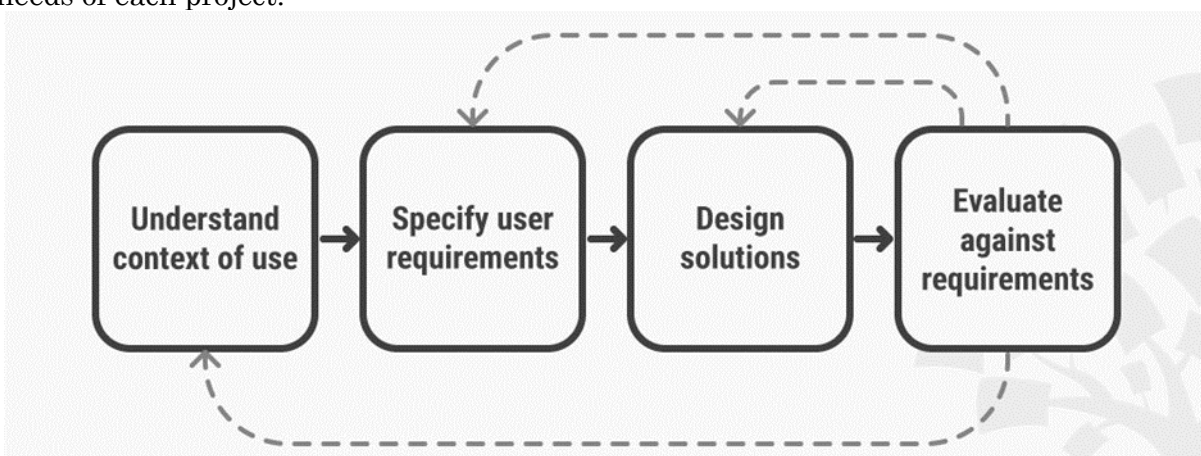 needs of each project.
Understand
context of use
Specify user
requirements
Design
solutions
Evaluate
against
requirements